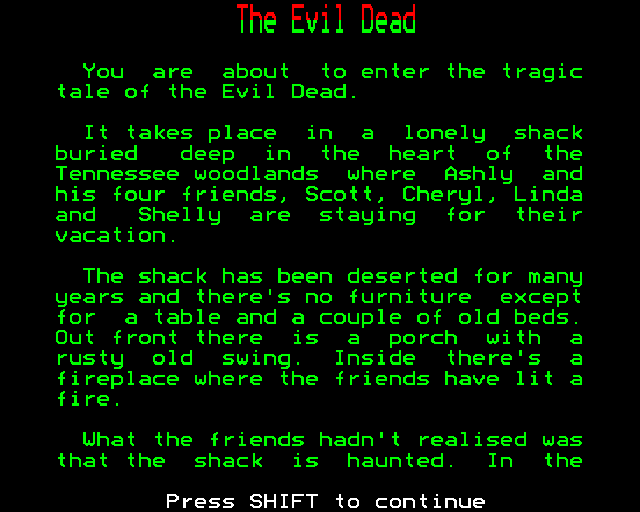 The Evil Dead
You are about to enter the tragic
tale of the Evil Dead.
It takes place in a lonely shack
buried deep in the heart of the
Tennessee woodlands where Ashly and
his four friends, Scott, Cheryl, Linda
and Shelly are staying for their
vacation.
The shack has been deserted for many
years and there's no furniture except
for a table and a couple of old beds.
Out front there is a porch with a
rusty old swing. Inside there's a
fireplace where the friends have lit a
fire.
What the friends hadn't realised was
that the shack is haunted. In the
Press SHIFT to continue